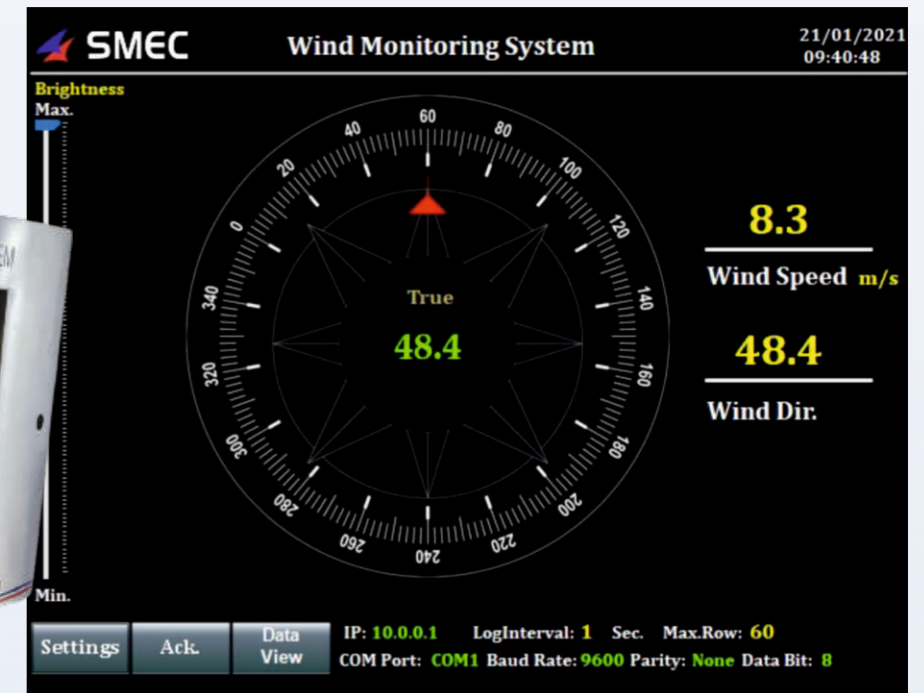 SMEC
Wind Monitoring System
21/01/2021
09:40:48
Brightness
Max.
60
80
100
120
140
160
180
200
220
240
260
280
300
320
340
0
20
40
True
48.4
8.3
Wind Speed m/s
48.4
Wind Dir.
EM
Min.
Settings
Ack.
Data
View
IP: 10.0.0.1 LogInterval: 1 Sec. Max.Row: 60
COM Port: COM1 Baud Rate: 9600 Parity: None Data Bit: 8